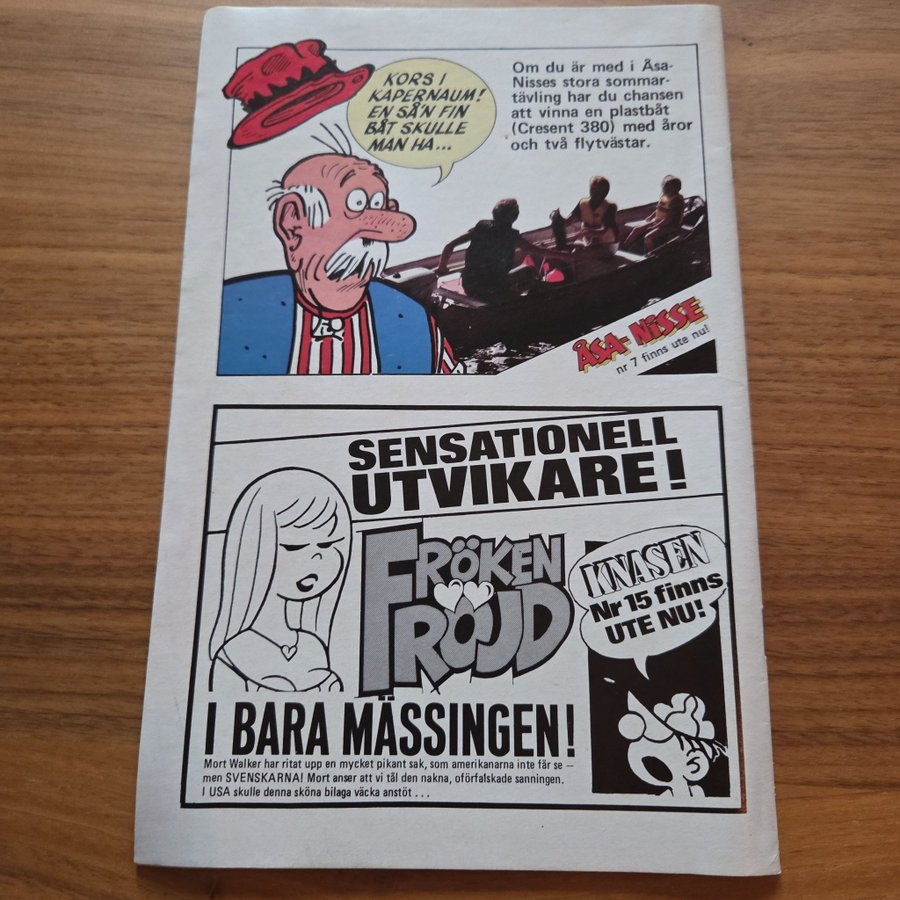 KORS I
KAPERNAUM!
EN SÅ'N FIN
BÅT SKULLE
MAN HA...
Om du är med i Åsa-
Nisses stora sommar-
tävling har du chansen
att vinna en plastbåt
(Cresent 380) med åror
och två flytvästar.
ÅSA-NISSE
nr 7 finns ute nu!
SENSATIONELL
UTVIKARE!
FRÖKEN
FRÖJD
KNASEN
Nr 15 finns
UTE NU!
I BARA MÄSSINGEN!
Mort Walker har ritat upp en mycket pikant sak, som amerikanarna inte får se –
men SVENSKARNA! Mort anser att vi tål den nakna, oförfalskade sanningen.
I USA skulle denna sköna bilaga väcka anstöt ...